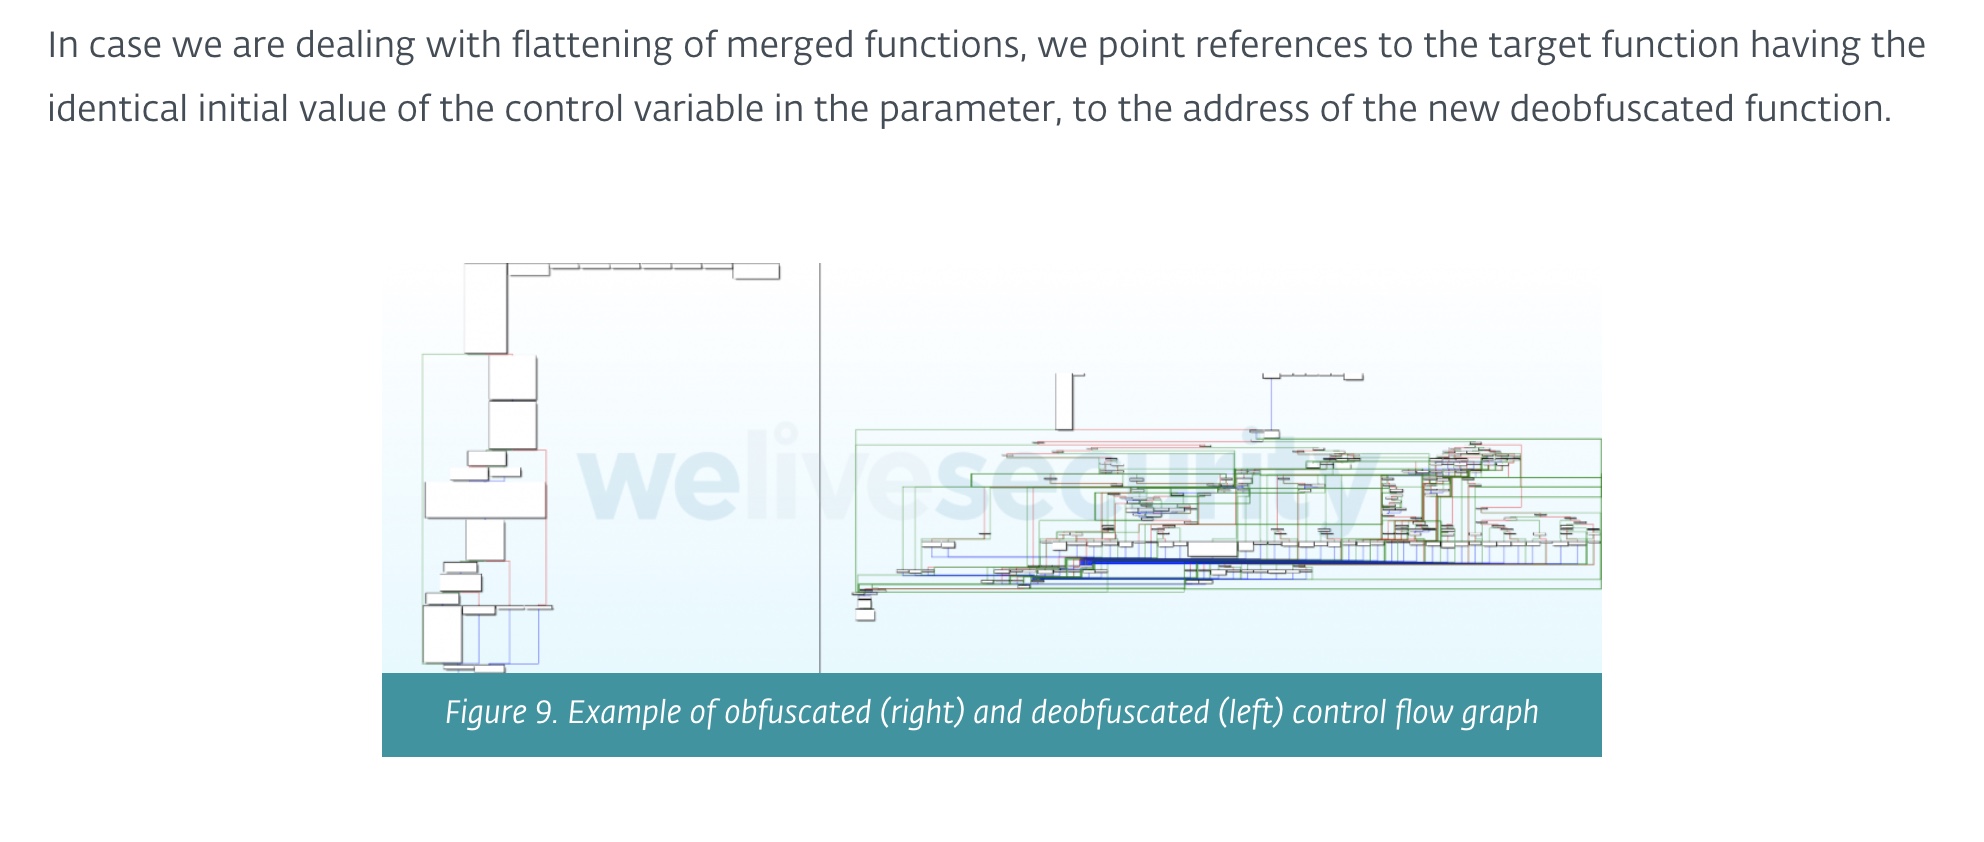 In case we are dealing with flattening of merged functions, we point references to the target function having the
identical initial value of the control variable in the parameter, to the address of the new deobfuscated function.
welivesecurity
Figure 9. Example of obfuscated (right) and deobfuscated (left) control flow graph